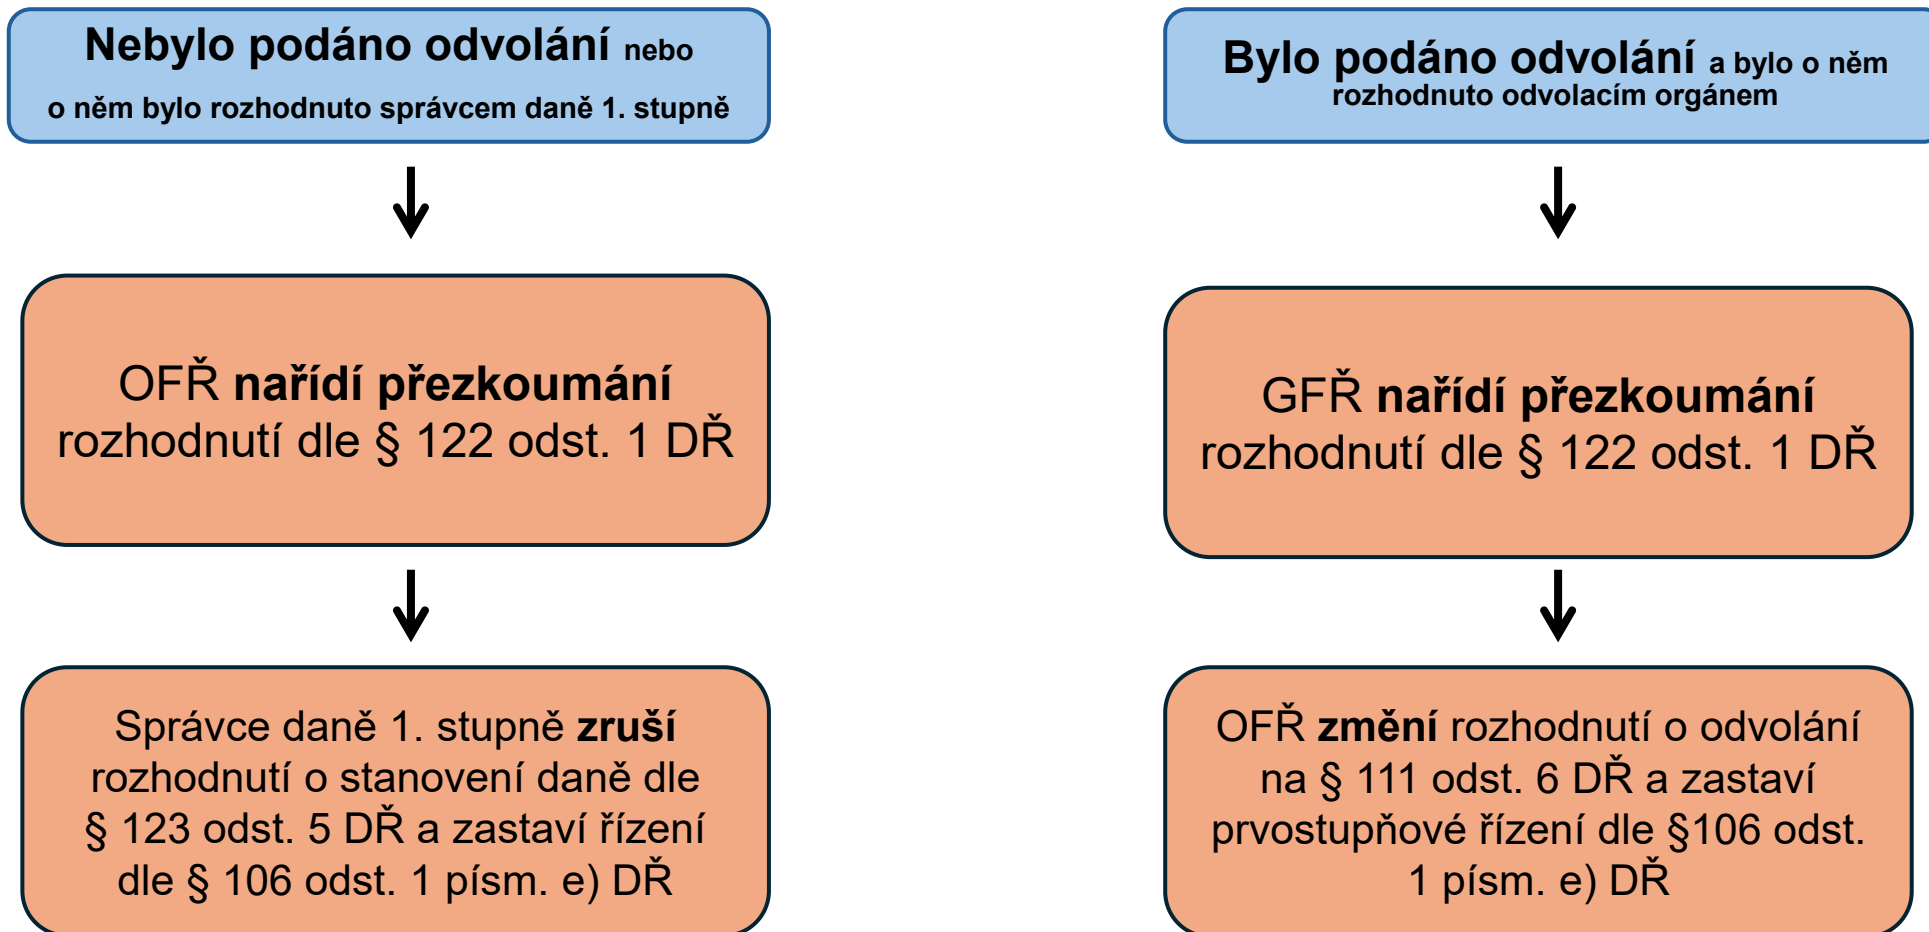 Nebylo podáno odvolání nebo
o něm bylo rozhodnuto správcem daně 1. stupně
OFŘ nařídí přezkoumání
rozhodnutí dle § 122 odst. 1 DŘ
Správce daně 1. stupně zruší
rozhodnutí o stanovení daně dle
§ 123 odst. 5 DŘ a zastaví řízení
dle § 106 odst. 1 písm. e) DŘ
Bylo podáno odvolání a bylo o něm
rozhodnuto odvolacím orgánem
GFŘ nařídí přezkoumání
rozhodnutí dle § 122 odst. 1 DŘ
OFŘ změní rozhodnutí o odvolání
na § 111 odst. 6 DŘ a zastaví
prvostupňové řízení dle §106 odst.
1 písm. e) DŘ